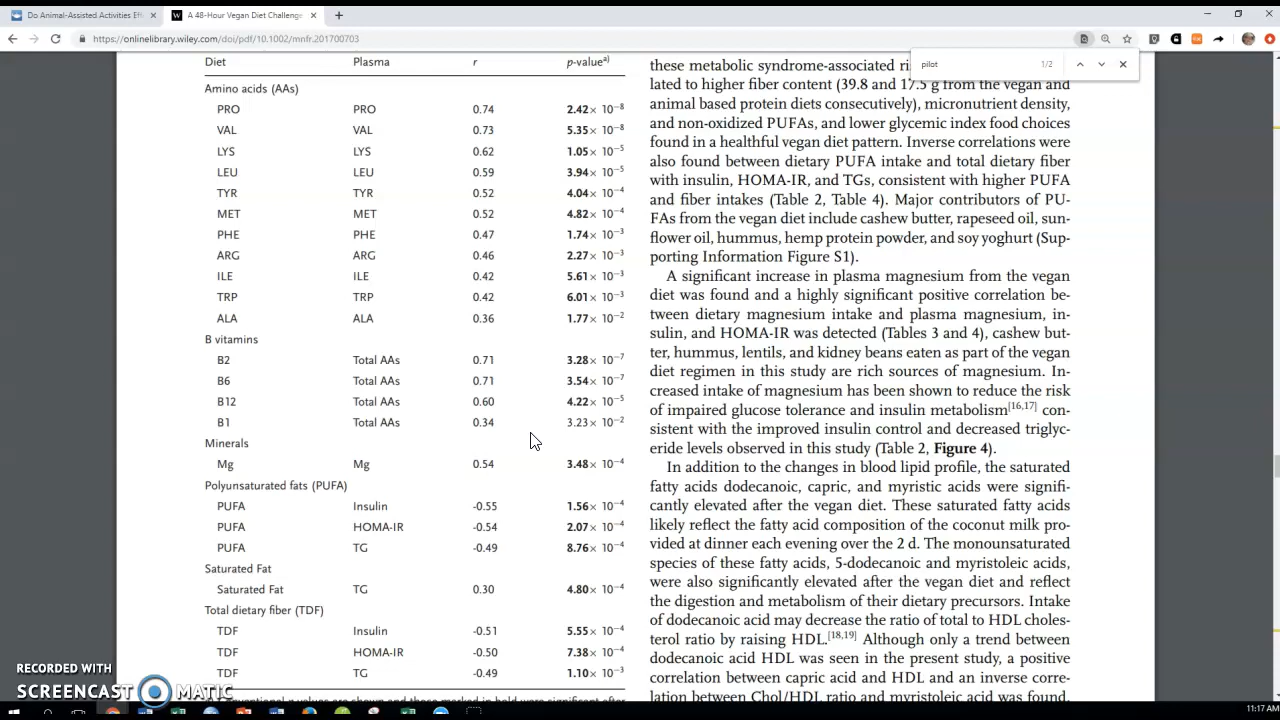 Do Animal-Assisted Activities Eff
A 48-Hour Vegan Diet Challenge
https://onlinelibrary.wiley.com/doi/pdf/10.1002/mnfr.201700703
pilot 1/2
Diet Plasma r p-value a)
Amino acids (AAs)
PRO PRO 0.74 2.42× 10−8
VAL VAL 0.73 5.35× 10−8
LYS LYS 0.62 1.05× 10−5
LEU LEU 0.59 3.94× 10−5
TYR TYR 0.52 4.04× 10−4
MET MET 0.52 4.82× 10−4
PHE PHE 0.47 1.74× 10−3
ARG ARG 0.46 2.27× 10−3
ILE ILE 0.42 5.61× 10−3
TRP TRP 0.42 6.01× 10−3
ALA ALA 0.36 1.77× 10−2
B vitamins
B2 Total AAs 0.71 3.28× 10−7
B6 Total AAs 0.71 3.54× 10−7
B12 Total AAs 0.60 4.22× 10−5
B1 Total AAs 0.34 3.23× 10−2
Minerals
Mg Mg 0.54 3.48× 10−4
Polyunsaturated fats (PUFA)
PUFA Insulin -0.55 1.56× 10−4
PUFA HOMA-IR -0.54 2.07× 10−4
PUFA TG -0.49 8.76× 10−4
Saturated Fat
Saturated Fat TG 0.30 4.80× 10−4
Total dietary fiber (TDF)
TDF Insulin -0.51 5.55× 10−4
TDF HOMA-IR -0.50 7.38× 10−4
TDF TG -0.49 1.10× 10−3
these metabolic syndrome-associated
lated to higher fiber content (39.8 and 17.5 g from the vegan and
animal based protein diets consecutively), micronutrient density,
and non-oxidized PUFAs, and lower glycemic index food choices
found in a healthful vegan diet pattern. Inverse correlations were
also found between dietary PUFA intake and total dietary fiber
with insulin, HOMA-IR, and TGs, consistent with higher PUFA
and fiber intakes (Table 2, Table 4). Major contributors of PU-
FAs from the vegan diet include cashew butter, rapeseed oil, sun-
flower oil, hummus, hemp protein powder, and soy yoghurt (Sup-
porting Information Figure S1).
A significant increase in plasma magnesium from the vegan
diet was found and a highly significant positive correlation be-
tween dietary magnesium intake and plasma magnesium, in-
sulin, and HOMA-IR was detected (Tables 3 and 4), cashew but-
ter, hummus, lentils, and kidney beans eaten as part of the vegan
diet regimen in this study are rich sources of magnesium. In-
creased intake of magnesium has been shown to reduce the risk
of impaired glucose tolerance and insulin metabolism[16,17] con-
sistent with the improved insulin control and decreased triglyc-
eride levels observed in this study (Table 2, Figure 4).
In addition to the changes in blood lipid profile, the saturated
fatty acids dodecanoic, capric, and myristic acids were signifi-
cantly elevated after the vegan diet. These saturated fatty acids
likely reflect the fatty acid composition of the coconut milk pro-
vided at dinner each evening over the 2 d. The monounsaturated
species of these fatty acids, 5-dodecanoic and myristoleic acids,
were also significantly elevated after the vegan diet and reflect
the digestion and metabolism of their dietary precursors. Intake
of dodecanoic acid may decrease the ratio of total to HDL choles-
terol ratio by raising HDL.[18,19] Although only a trend between
dodecanoic acid HDL was seen in the present study, a positive
correlation between capric acid and HDL and an inverse corre-
lation between Chol/HDL ratio and myristoleic acid was found.
RECORDED WITH
SCREENCAST MATIC
11:17 AM